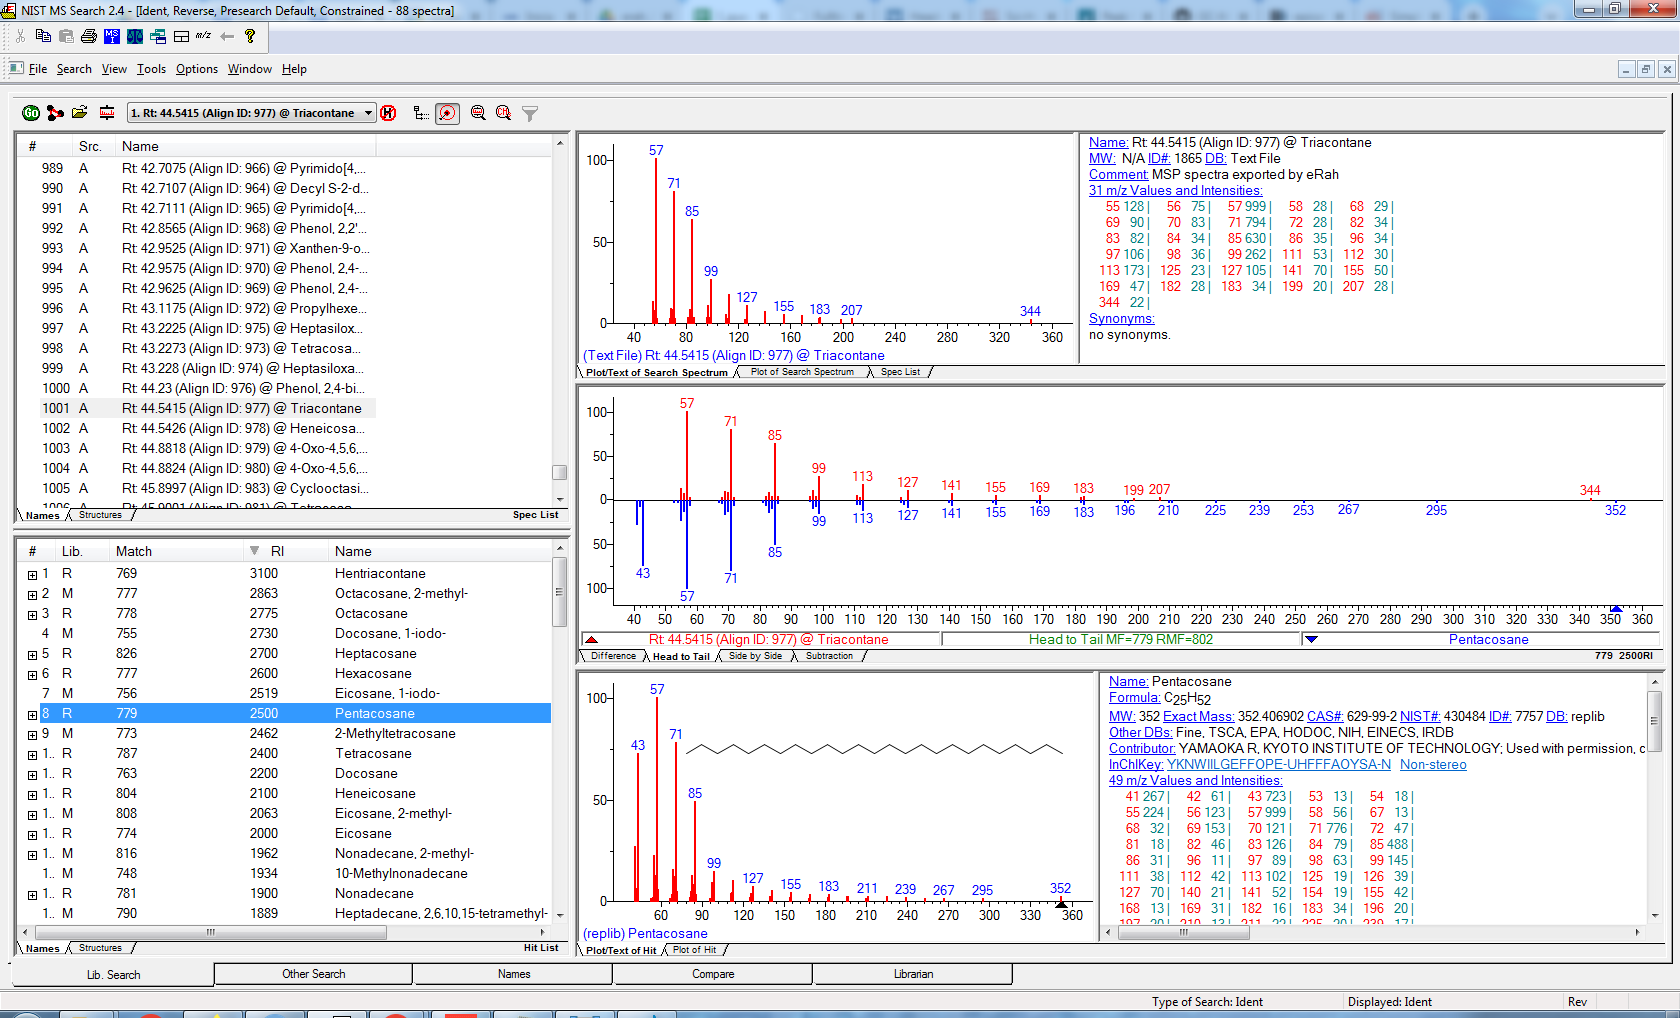 NIST MS Search 2.4 - [Ident, Reverse, Presearch Default, Constrained - 88 spectra]
File Search View Tools Options Window Help
1. Rt: 44.5415 (Align ID: 977) @ Triacontane
# Src. Name
989 A Rt: 42.7075 (Align ID: 966) @ Pyrimido[4,...
990 A Rt: 42.7107 (Align ID: 964) @ Decyl S-2-d...
991 A Rt: 42.7111 (Align ID: 965) @ Pyrimido[4,...
992 A Rt: 42.8565 (Align ID: 968) @ Phenol, 2,2'...
993 A Rt: 42.9525 (Align ID: 971) @ Xanthen-9-o...
994 A Rt: 42.9575 (Align ID: 970) @ Phenol, 2,4-...
995 A Rt: 42.9625 (Align ID: 969) @ Phenol, 2,4-...
996 A Rt: 43.1175 (Align ID: 972) @ Propylhexe...
997 A Rt: 43.2225 (Align ID: 975) @ Heptasilox...
998 A Rt: 43.2273 (Align ID: 973) @ Tetracosa...
999 A Rt: 43.228 (Align ID: 974) @ Heptasiloxa...
1000 A Rt: 44.23 (Align ID: 976) @ Phenol, 2,4-bi...
1001 A Rt: 44.5415 (Align ID: 977) @ Triacontane
1002 A Rt: 44.5426 (Align ID: 978) @ Heneicosa...
1003 A Rt: 44.8818 (Align ID: 979) @ 4-Oxo-4,5,6,...
1004 A Rt: 44.8824 (Align ID: 980) @ 4-Oxo-4,5,6,...
1005 A Rt: 45.8997 (Align ID: 983) @ Cyclooctasi...
Names Structures Spec List
100
50
0
57
71
85
99
127
155
183
207
344
40 80 120 160 200 240 280 320 360
(Text File) Rt: 44.5415 (Align ID: 977) @ Triacontane
Plot/Text of Search Spectrum Plot of Search Spectrum Spec List
Name: Rt: 44.5415 (Align ID: 977) @ Triacontane
MW: N/A ID#: 1865 DB: Text File
Comment: MSP spectra exported by eRah
31 m/z Values and Intensities:
55 128 | 56 75 | 57 999 | 58 28 | 68 29 |
69 90 | 70 83 | 71 794 | 72 28 | 82 34 |
83 82 | 84 34 | 85 630 | 86 35 | 96 34 |
97 106 | 98 36 | 99 262 | 111 53 | 112 30 |
113 173 | 125 23 | 127 105 | 141 70 | 155 50 |
169 47 | 182 28 | 183 34 | 199 20 | 207 28 |
344 22 |
Synonyms:
no synonyms.
100
50
0
50
100
57 71 85 99 113 127 141 155 169 183 199 207 344
43 57 71 85 99 113 127 141 155 169 183 196 210 225 239 253 267 295 352
40 50 60 70 80 90 100 110 120 130 140 150 160 170 180 190 200 210 220 230 240 250 260 270 280 290 300 310 320 330 340 350 360
Rt: 44.5415 (Align ID: 977) @ Triacontane Head to Tail MF=779 RMF=802 Pentacosane
Difference Head to Tail Side by Side Subtraction 779 2500RI
# Lib. Match RI Name
1 R 769 3100 Hentriacontane
2 M 777 2863 Octacosane, 2-methyl-
3 R 778 2775 Octacosane
4 M 755 2730 Docosane, 1-iodo-
5 R 826 2700 Heptacosane
6 R 777 2600 Hexacosane
7 M 756 2519 Eicosane, 1-iodo-
8 R 779 2500 Pentacosane
9 M 773 2462 2-Methyltetracosane
1.. R 787 2400 Tetracosane
1.. R 763 2200 Docosane
1.. R 804 2100 Heneicosane
1.. M 808 2063 Eicosane, 2-methyl-
1.. R 774 2000 Eicosane
1.. M 816 1962 Nonadecane, 2-methyl-
1.. M 748 1934 10-Methylnonadecane
1.. R 781 1900 Nonadecane
1.. M 790 1889 Heptadecane, 2,6,10,15-tetramethyl-
Names Structures Hit List
100
50
0
43 57 71 85 99 127 155 183 211 239 267 295 352
60 90 120 150 180 210 240 270 300 330 360
(replib) Pentacosane
Plot/Text of Hit Plot of Hit
Name: Pentacosane
Formula: C25H52
MW: 352 Exact Mass: 352.406902 CAS#: 629-99-2 NIST#: 430484 ID#: 7757 DB: replib
Other DBs: Fine, TSCA, EPA, HODOC, NIH, EINECS, IRDB
Contributor: YAMAOKA R, KYOTO INSTITUTE OF TECHNOLOGY; Used with permission, c
InChIKey: YKNWIILGEFFOPE-UHFFFAOYSA-N Non-stereo
49 m/z Values and Intensities:
41 267 | 42 61 | 43 723 | 53 13 | 54 18 |
55 224 | 56 123 | 57 999 | 58 56 | 67 13 |
68 32 | 69 153 | 70 121 | 71 776 | 72 47 |
81 18 | 82 46 | 83 126 | 84 79 | 85 488 |
86 31 | 96 11 | 97 89 | 98 63 | 99 145 |
111 38 | 112 42 | 113 102 | 125 19 | 126 39 |
127 70 | 140 21 | 141 52 | 154 19 | 155 42 |
168 13 | 169 31 | 182 16 | 183 34 | 196 20 |
Lib. Search Other Search Names Compare Librarian
Type of Search: Ident Displayed: Ident Rev